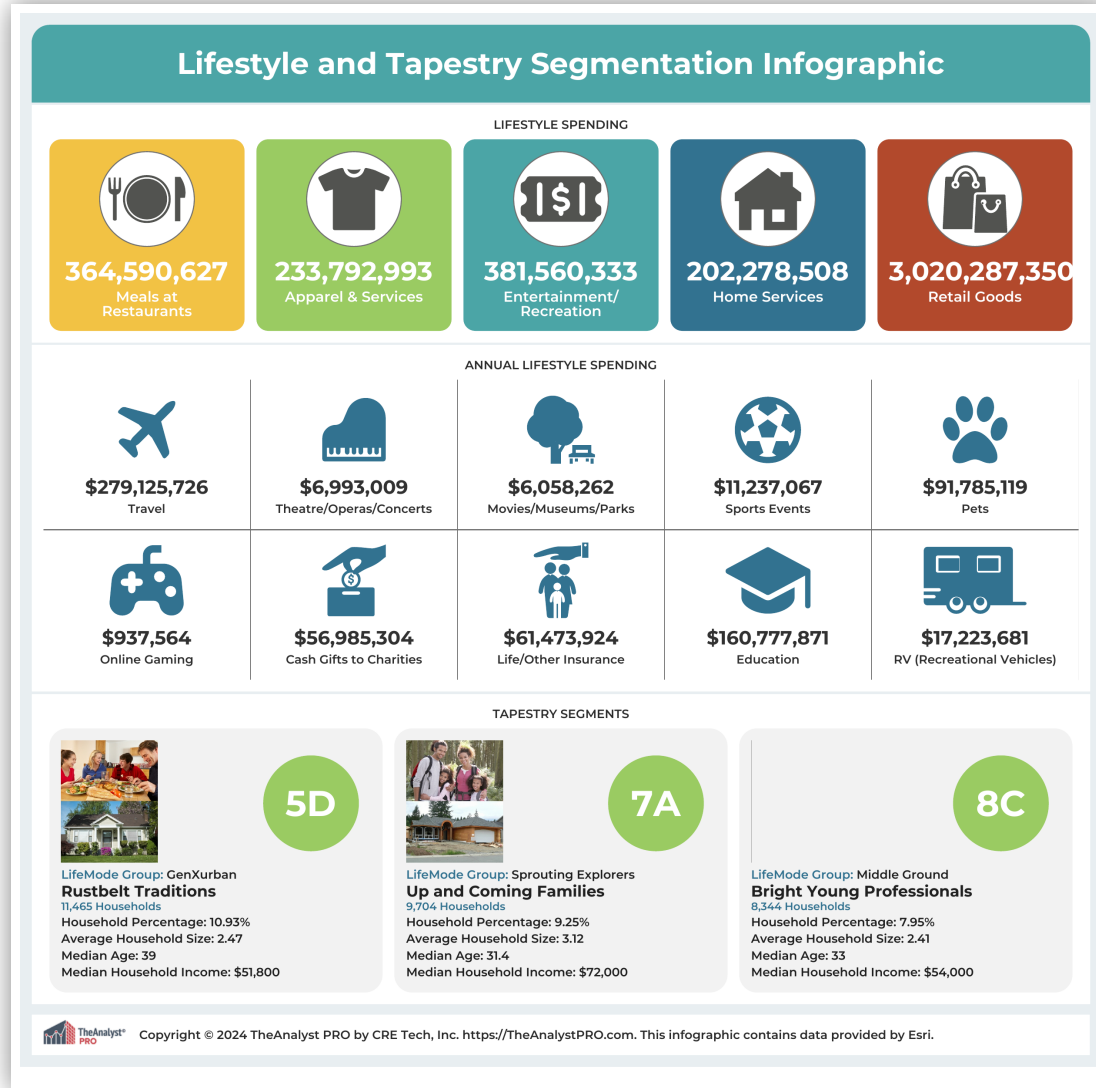 Lifestyle and Tapestry Segmentation Infographic
LIFESTYLE SPENDING
364,590,627
Meals at
Restaurants
233,792,993
Apparel & Services
$
381,560,333
Entertainment/
Recreation
202,278,508
Home Services
3,020,287,350
Retail Goods
ANNUAL LIFESTYLE SPENDING
$279,125,726
Travel
$6,993,009
Theatre/Operas/Concerts
$6,058,262
Movies/Museums/Parks
$11,237,067
Sports Events
$91,785,119
Pets
$937,564
Online Gaming
$
$56,985,304
Cash Gifts to Charities
$61,473,924
Life/Other Insurance
$160,777,871
Education
$17,223,681
RV (Recreational Vehicles)
TAPESTRY SEGMENTS
5D
LifeMode Group: GenXurban
Rustbelt Traditions
11,465 Households
Household Percentage: 10.93%
Average Household Size: 2.47
Median Age: 39
Median Household Income: $51,800
7A
LifeMode Group: Sprouting Explorers
Up and Coming Families
9,704 Households
Household Percentage: 9.25%
Average Household Size: 3.12
Median Age: 31.4
Median Household Income: $72,000
8C
LifeMode Group: Middle Ground
Bright Young Professionals
8,344 Households
Household Percentage: 7.95%
Average Household Size: 2.41
Median Age: 33
Median Household Income: $54,000
TheAnalyst®
PRO
Copyright © 2024 TheAnalyst PRO by CRE Tech, Inc. https://TheAnalystPRO.com. This infographic contains data provided by Esri.